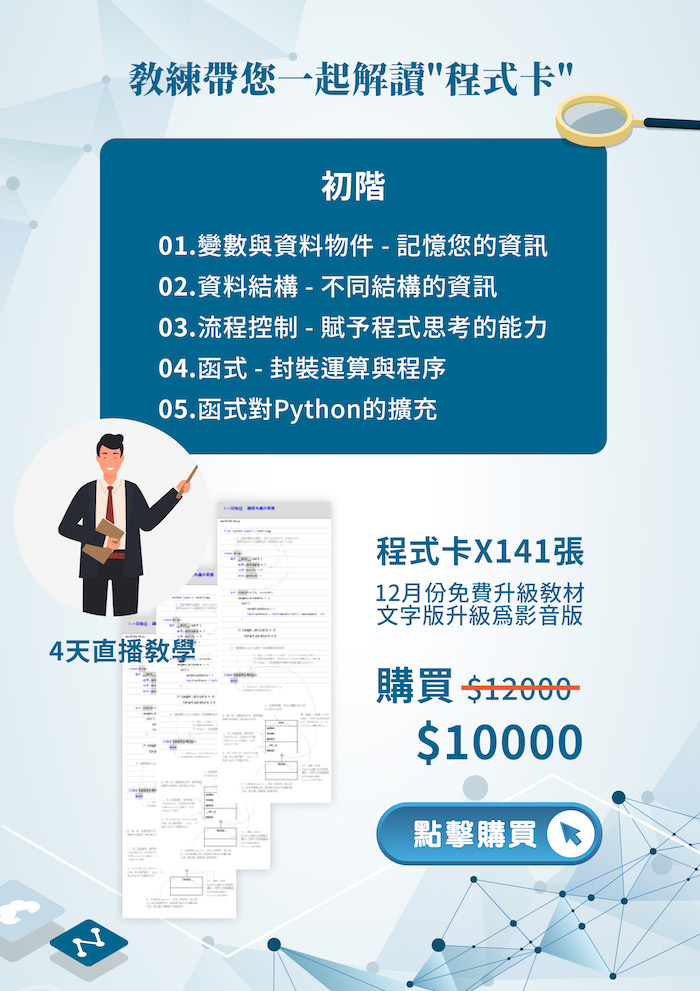 教練帶您一起解讀"程式卡"
初階
01.變數與資料物件 - 記憶您的資訊
02.資料結構 - 不同結構的資訊
03.流程控制 - 賦予程式思考的能力
04.函式 - 封裝運算與程序
05.函式對Python的擴充
4天直播教學
程式卡X141張
12月份免費升級教材
文字版升級爲影音版
購買 $12000
$10000
點擊購買